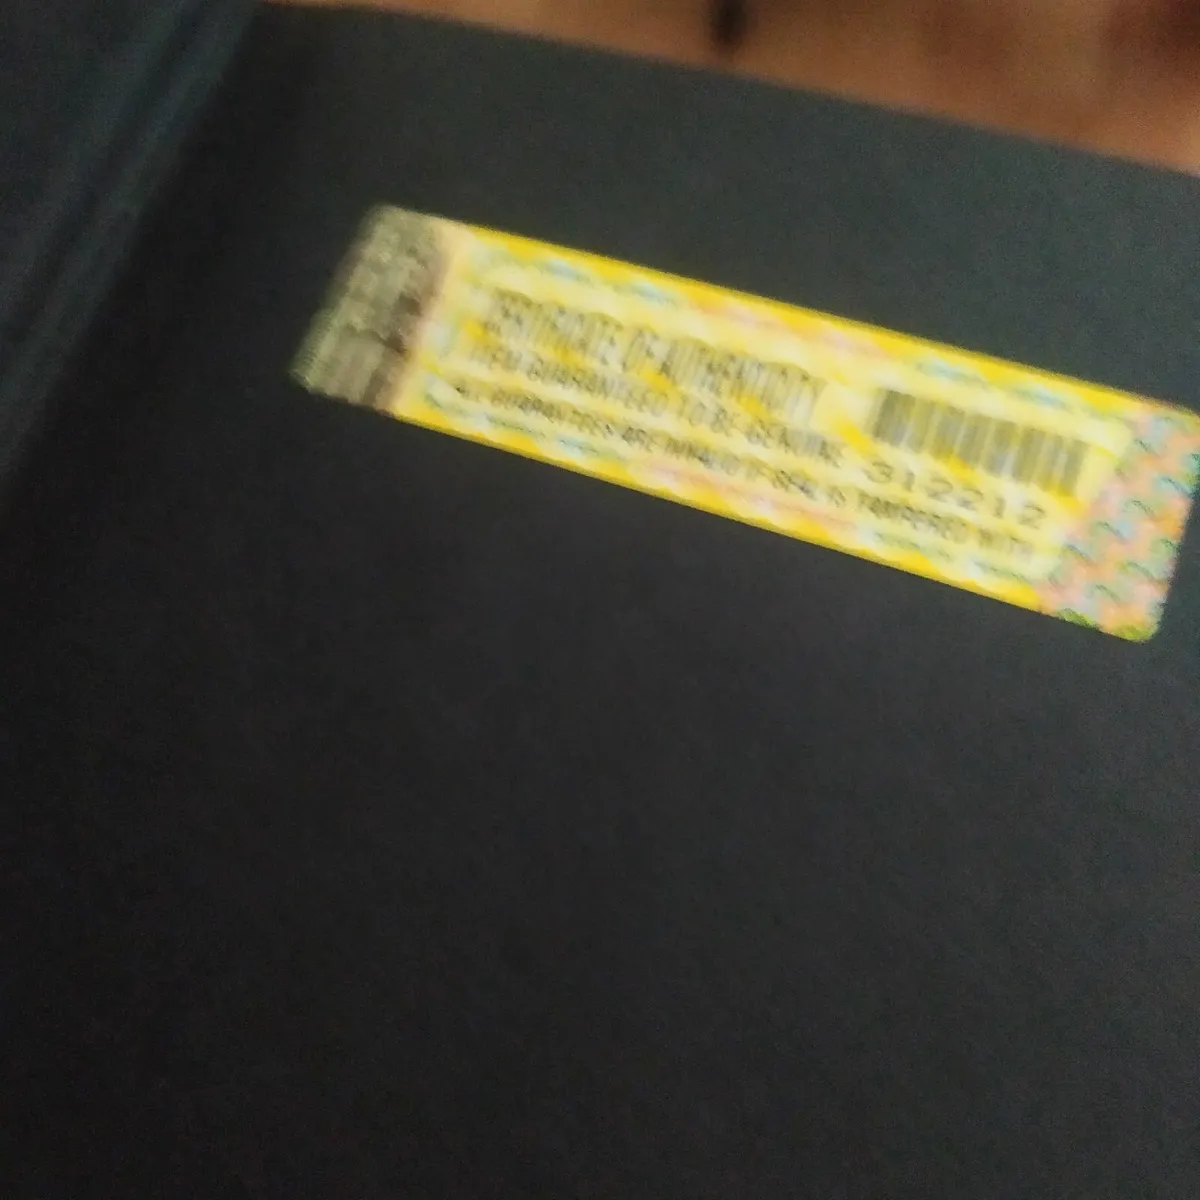 CERTIFICATE OF AUTHENTICITY
ITEM GUARANTEED TO BE GENUINE
ALL GUARANTEES ARE INVALID IF SEAL IS TAMPERED WITH
312212